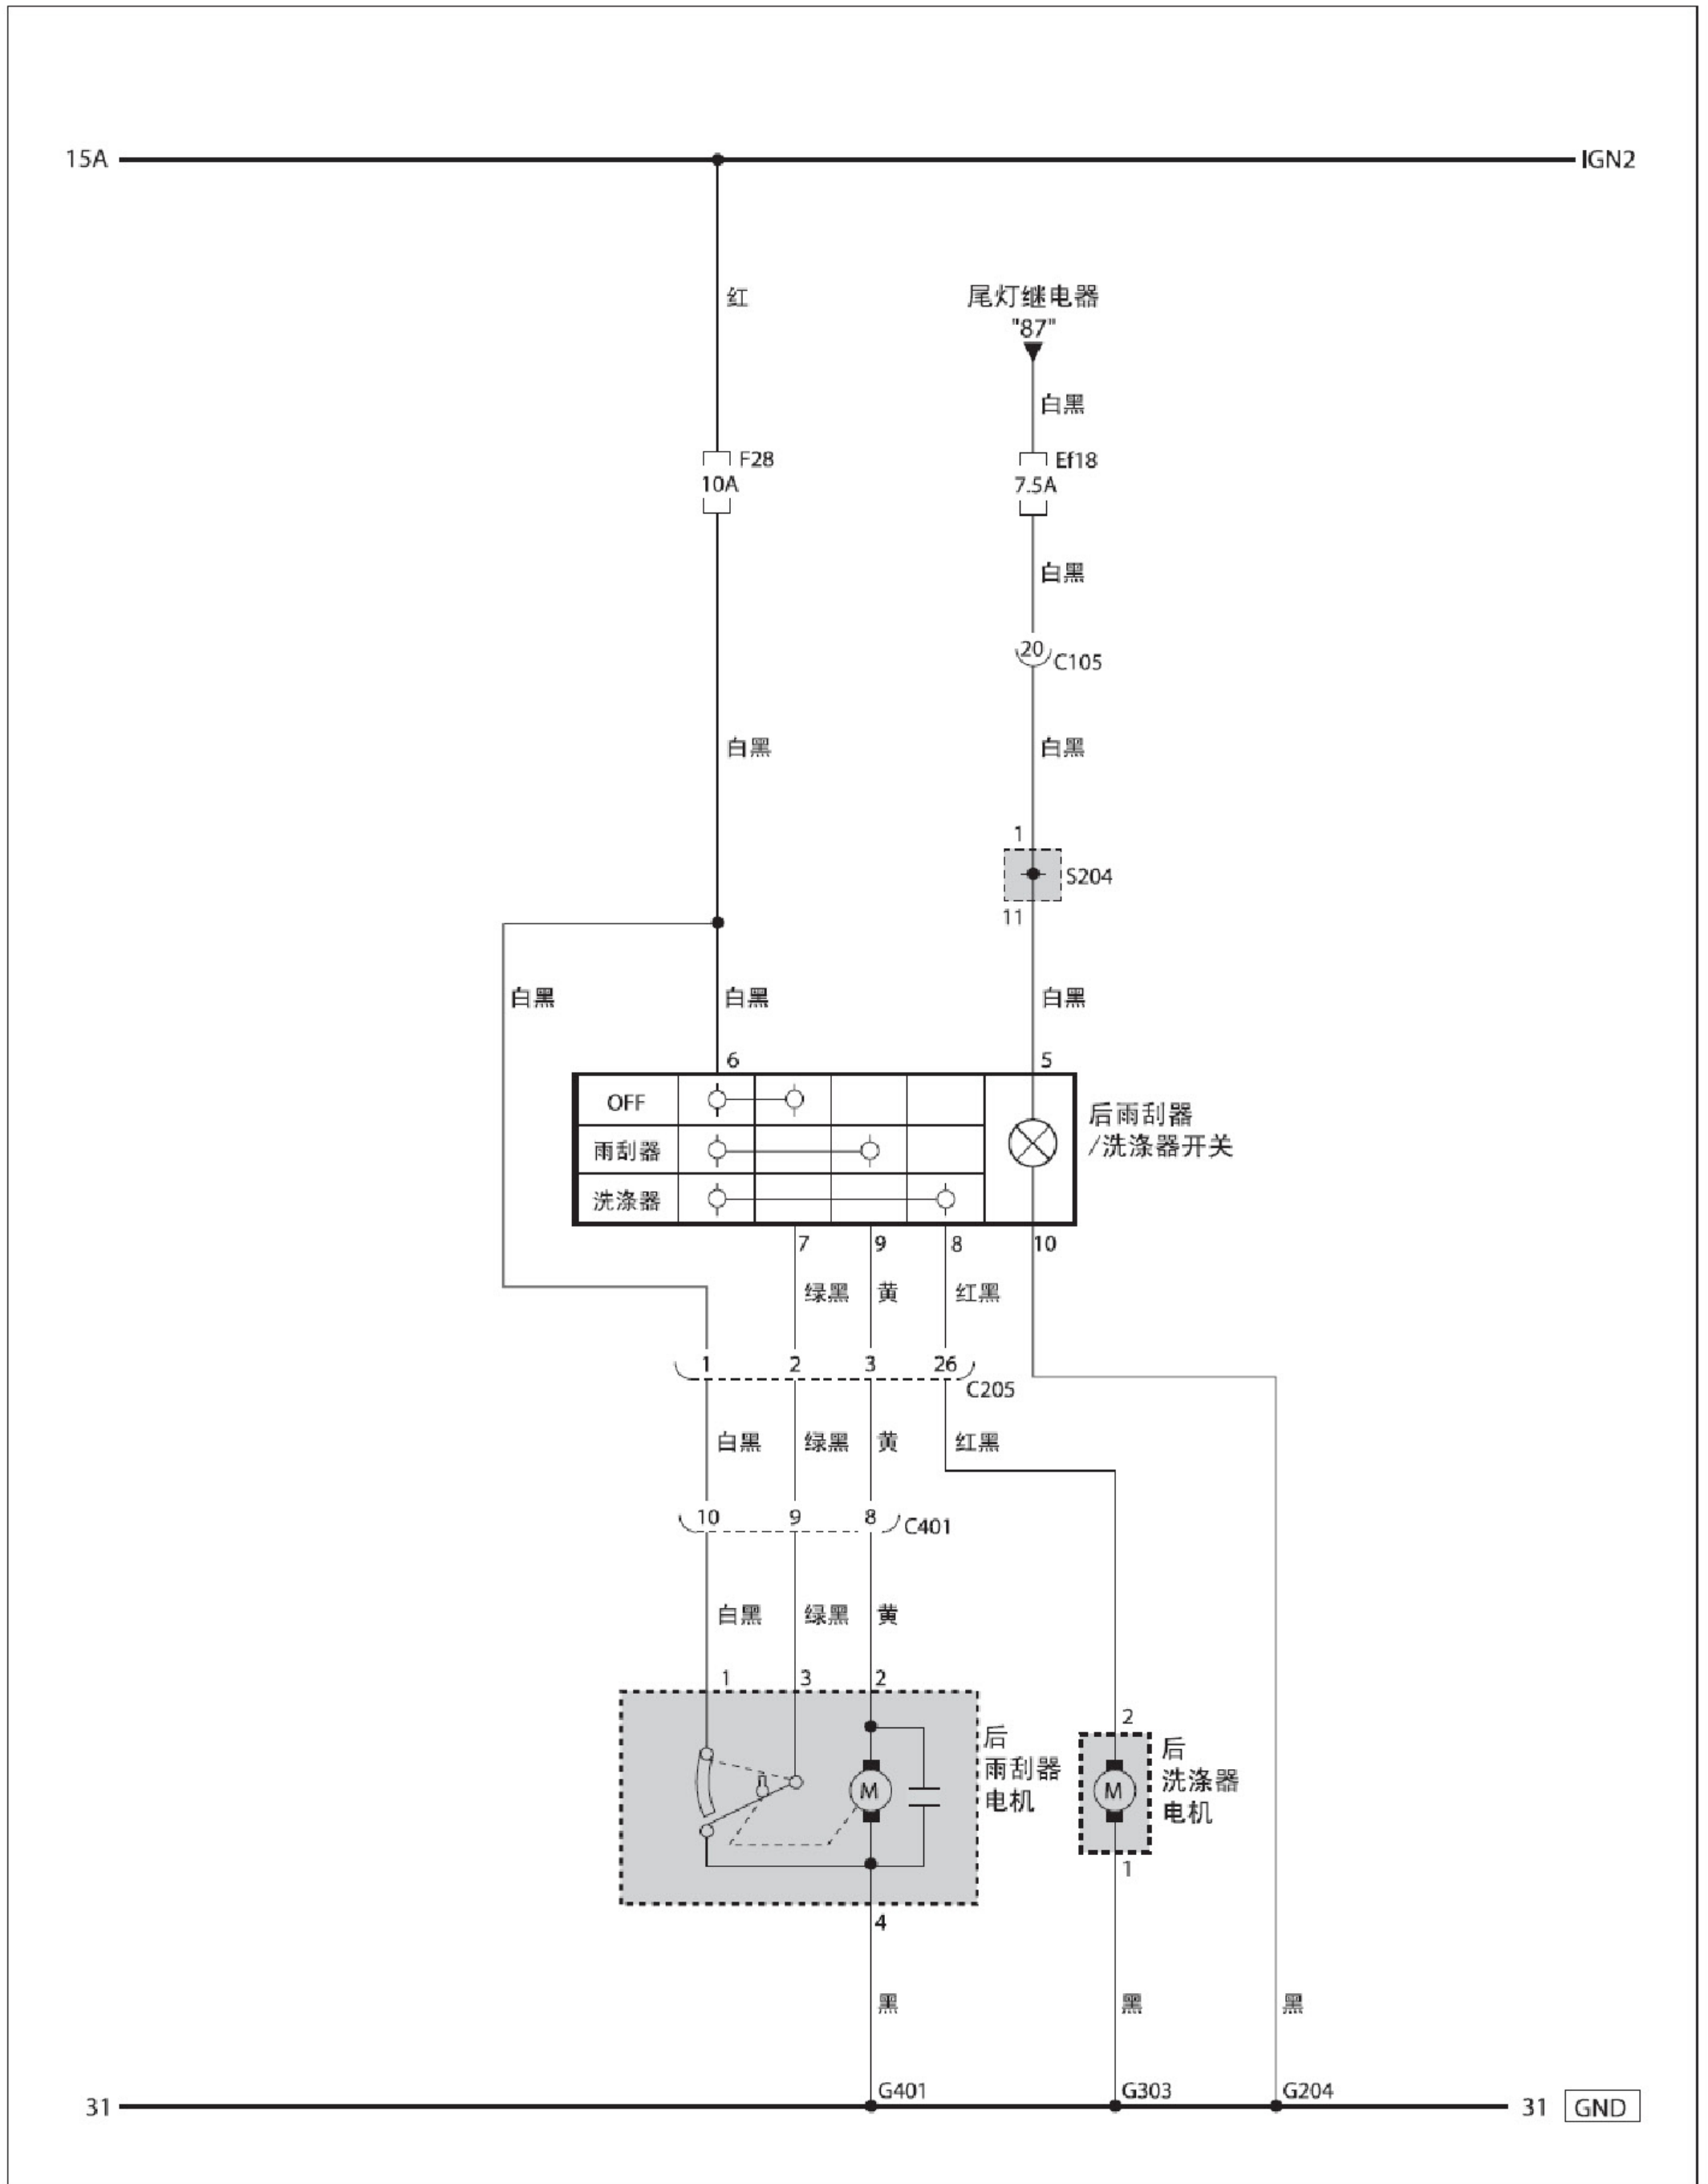 15A
IGN2
红
尾灯继电器
"87"
白黑
F28
10A
Ef18
7.5A
白黑
20
C105
白黑
白黑
1
S204
11
白黑
白黑
白黑
6
5
OFF
雨刮器
洗涤器
后雨刮器
/洗涤器开关
7
9
8
10
绿黑
黄
红黑
1
2
3
26
C205
白黑
绿黑
黄
红黑
10
9
8
C401
白黑
绿黑
黄
1
3
2
M
后
雨刮器
电机
4
2
M
后
洗涤器
电机
1
黑
黑
黑
G401
G303
G204
31
31
GND